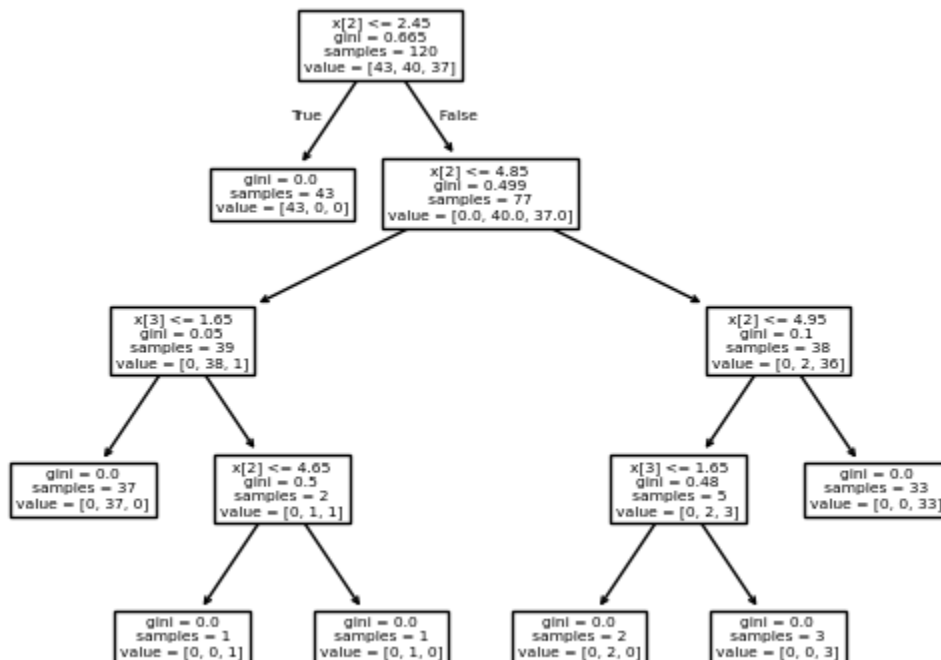 x[2] <= 2.45
gini = 0.665
samples = 120
value = [43, 40, 37]
True
False
gini = 0.0
samples = 43
value = [43, 0, 0]
x[2] <= 4.85
gini = 0.499
samples = 77
value = [0.0, 40.0, 37.0]
x[3] <= 1.65
gini = 0.05
samples = 39
value = [0, 38, 1]
x[2] <= 4.95
gini = 0.1
samples = 38
value = [0, 2, 36]
gini = 0.0
samples = 37
value = [0, 37, 0]
x[2] <= 4.65
gini = 0.5
samples = 2
value = [0, 1, 1]
x[3] <= 1.65
gini = 0.48
samples = 5
value = [0, 2, 3]
gini = 0.0
samples = 33
value = [0, 0, 33]
gini = 0.0
samples = 1
value = [0, 0, 1]
gini = 0.0
samples = 1
value = [0, 1, 0]
gini = 0.0
samples = 2
value = [0, 2, 0]
gini = 0.0
samples = 3
value = [0, 0, 3]